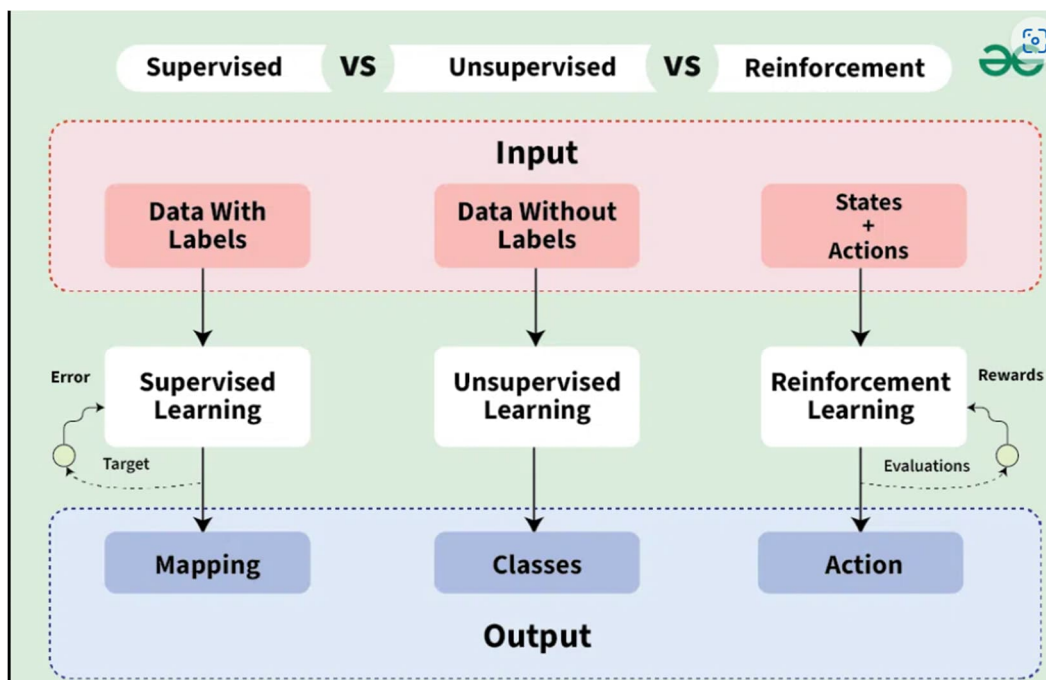 Supervised VS Unsupervised VS Reinforcement
Input
Data With
Labels
Data Without
Labels
States
+
Actions
Error
Supervised
Learning
Target
Unsupervised
Learning
Reinforcement
Learning
Rewards
Evaluations
Mapping
Classes
Action
Output